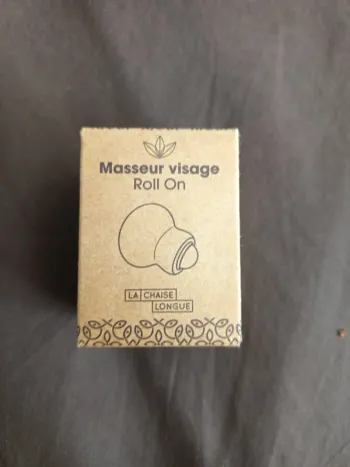 Masseur visage
Roll On
LA CHAISE
LONGUE